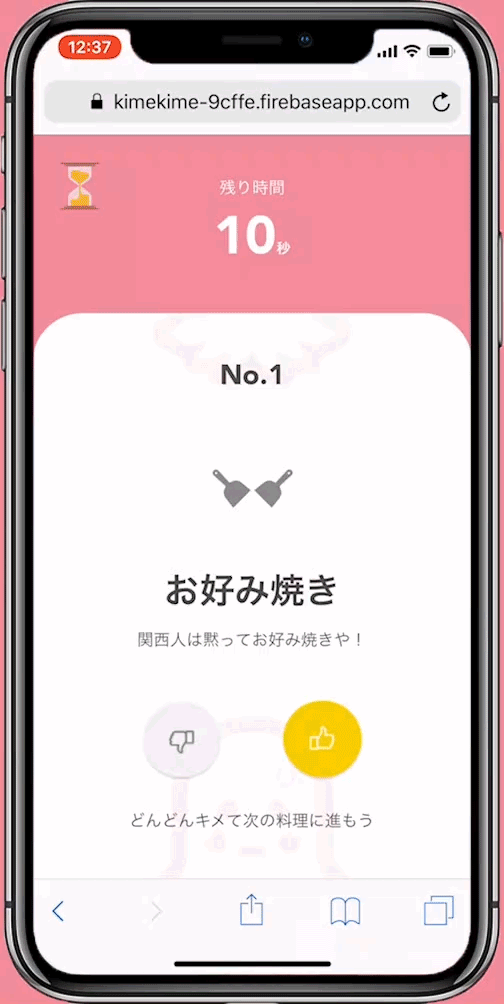 12:37
kimekime-9cffe.firebaseapp.com
残り時間
10秒
No.1
お好み焼き
関西人は黙ってお好み焼きや！
どんどんキメて次の料理に進もう